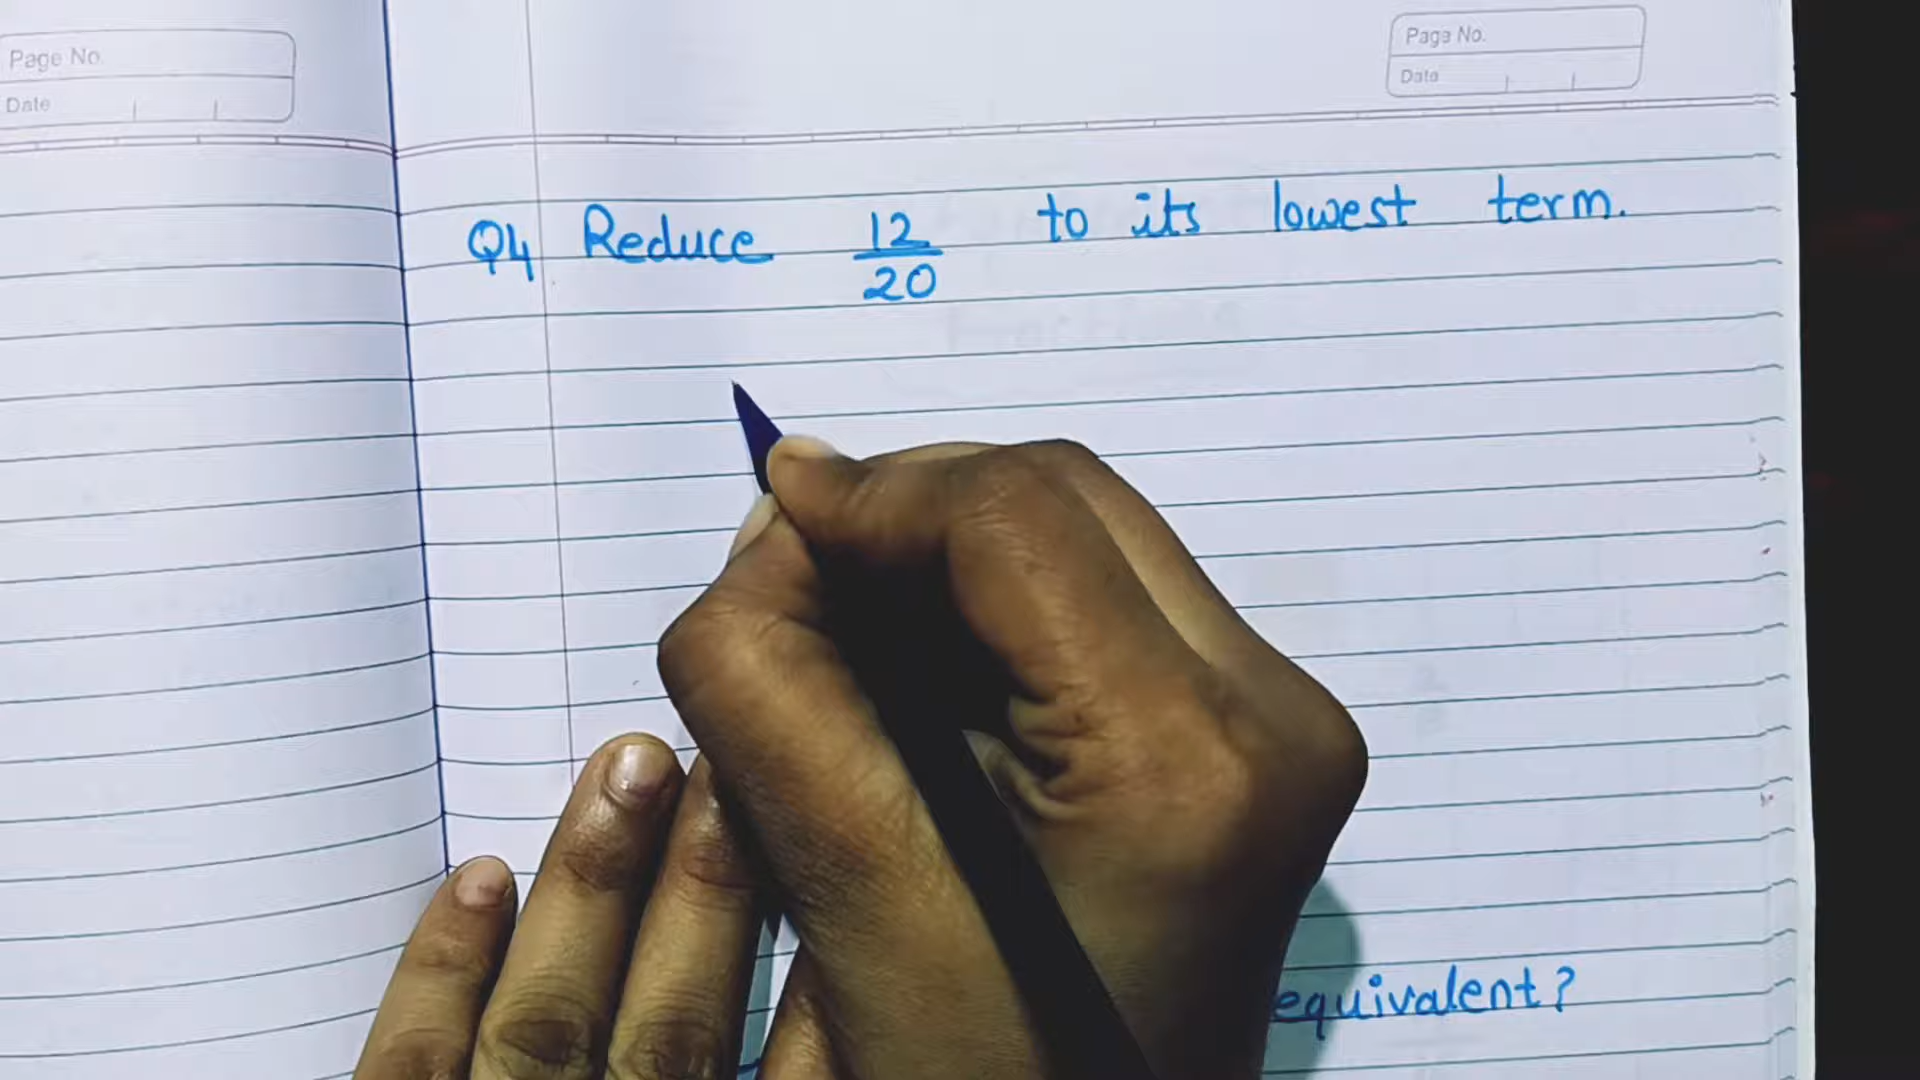 Page No.
Date
Page No.
Date
Q4 Reduce 12/20 to its lowest term.
equivalent?